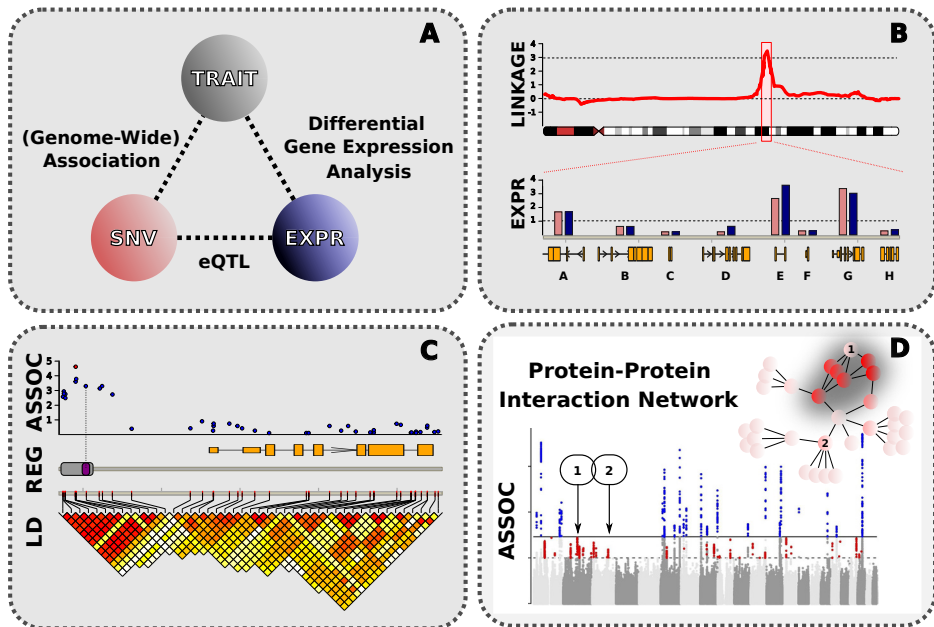 A
TRAIT
(Genome-Wide)
Association
Differential
Gene Expression
Analysis
SNV
EXPR
eQTL
B
LINKAGE
4
3
2
1
0
-1
EXPR
4
3
2
1
A B C D E F G H
C
ASSOC
5
4
3
2
1
REG
LD
D
Protein-Protein
Interaction Network
1
2
ASSOC
1 2